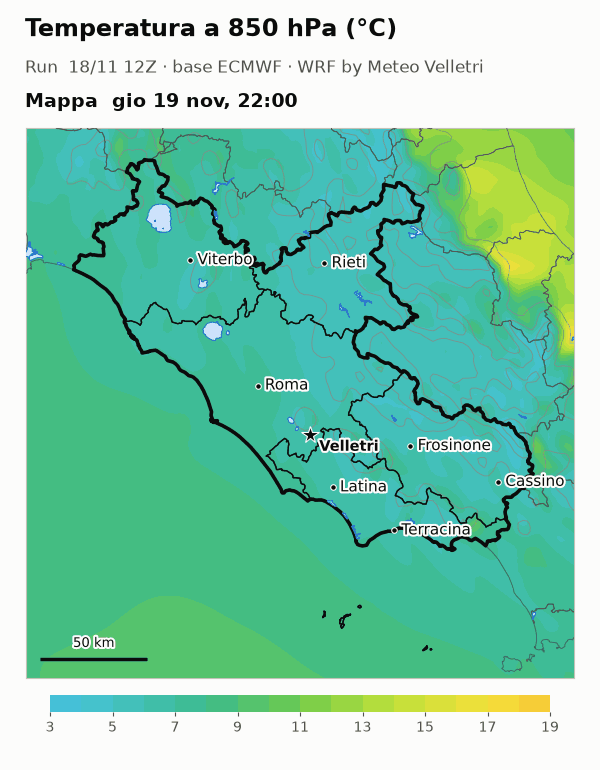 Temperatura a 850 hPa (°C)
Run  18/11 12Z · base ECMWF · WRF by Meteo Velletri
Mappa  gio 19 nov, 22:00
Viterbo
Rieti
Roma
Velletri
Frosinone
Cassino
Latina
Terracina
50 km
3 5 7 9 11 13 15 17 19